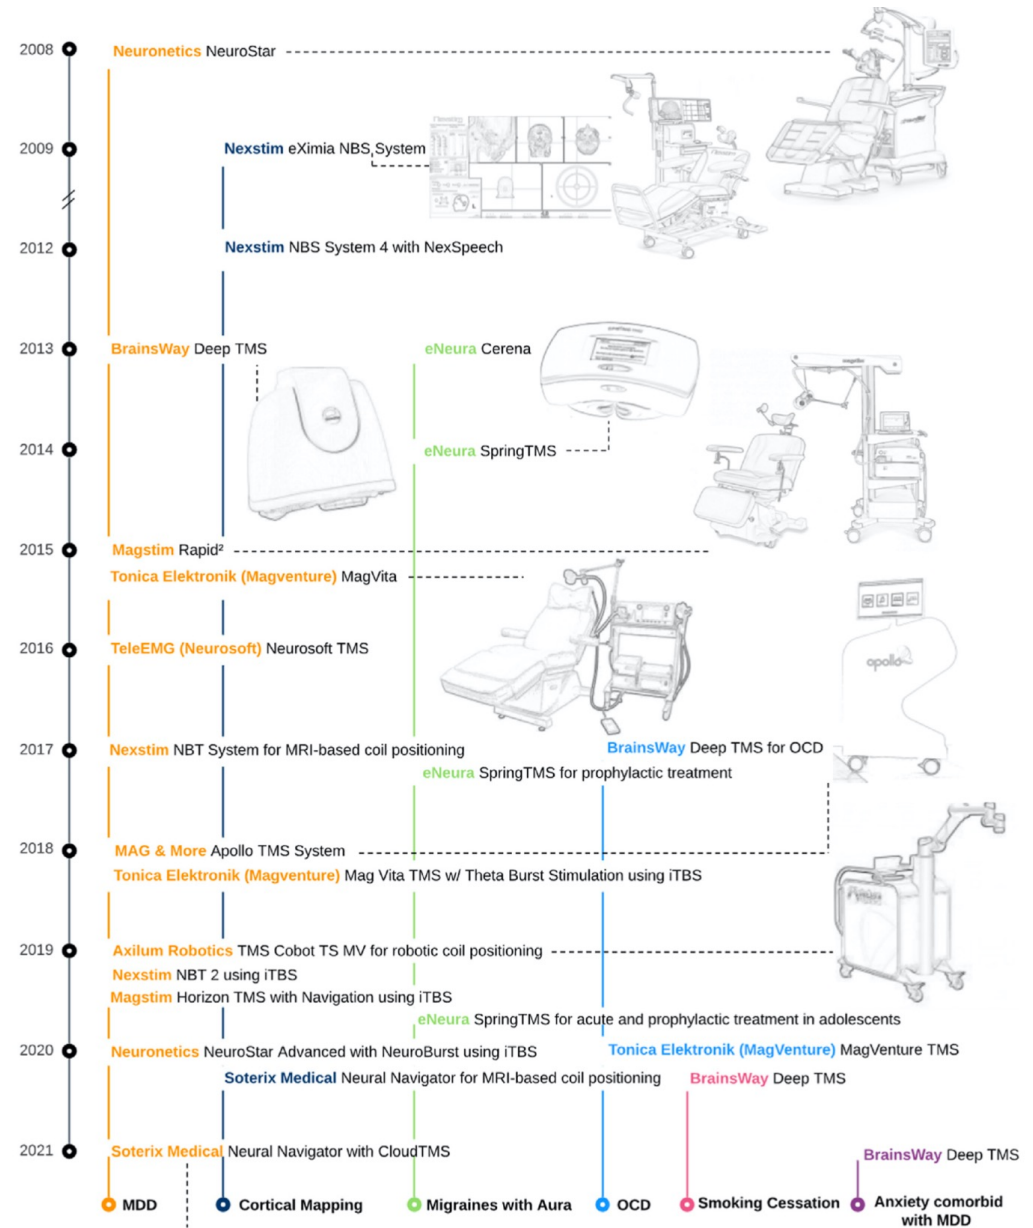 2008
Neuronetics NeuroStar
2009
Nexstim eXimia NBS System
2012
Nexstim NBS System 4 with NexSpeech
2013
BrainsWay Deep TMS
eNeura Cerena
2014
eNeura SpringTMS
2015
Magstim Rapid²
Tonica Elektronik (Magventure) MagVita
2016
TeleEMG (Neurosoft) Neurosoft TMS
apollo
2017
Nexstim NBT System for MRI-based coil positioning
BrainsWay Deep TMS for OCD
eNeura SpringTMS for prophylactic treatment
2018
MAG & More Apollo TMS System
Tonica Elektronik (Magventure) Mag Vita TMS w/ Theta Burst Stimulation using iTBS
2019
Axilum Robotics TMS Cobot TS MV for robotic coil positioning
Nexstim NBT 2 using iTBS
Magstim Horizon TMS with Navigation using iTBS
eNeura SpringTMS for acute and prophylactic treatment in adolescents
2020
Neuronetics NeuroStar Advanced with NeuroBurst using iTBS
Tonica Elektronik (MagVenture) MagVenture TMS
Soterix Medical Neural Navigator for MRI-based coil positioning
BrainsWay Deep TMS
2021
Soterix Medical Neural Navigator with CloudTMS
BrainsWay Deep TMS
MDD
Cortical Mapping
Migraines with Aura
OCD
Smoking Cessation
Anxiety comorbid
with MDD